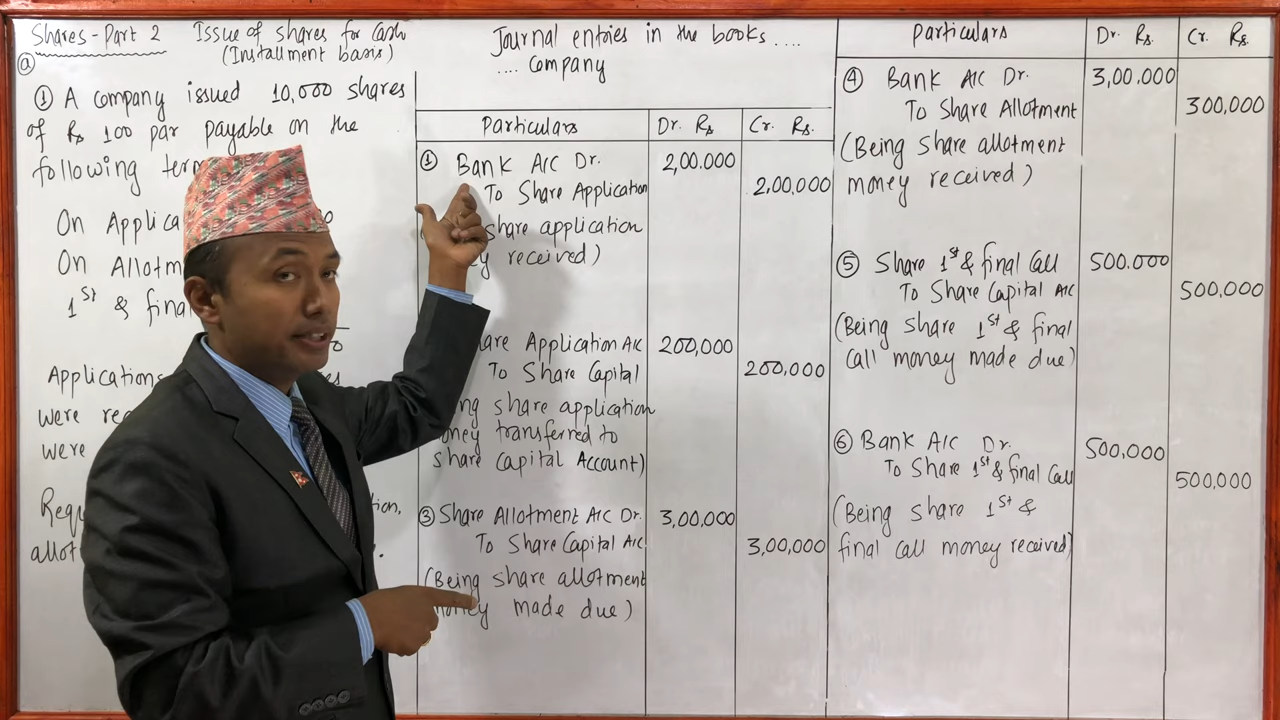 Shares - Part 2 Issue of shares for Cash
(Installment basis)
ⓐ
① A company issued 10,000 shares
of Rs 100 par payable on the
following
On
On
1st & final
Applications
were
were
Journal entries in the books ....
.... company
Particulars Dr. Rs Cr. Rs.
① Bank A/C Dr. 2,00.000
To Share Application 2,00,000
share application
received)
Application A/C 200,000
To Share Capital 200,000
share application
transferred to
share Capital Account)
③ Share Allotment A/C Dr. 3,00,000
To Share Capital A/C 3,00,000
(Being share allotment
money made due)
Particulars Dr. Rs. Cr. Rs.
④ Bank A/C Dr. 3,00.000
To Share Allotment 300,000
(Being Share allotment
money received)
⑤ Share 1st & final Call 500.000
To Share Capital A/C 500,000
(Being share 1st & final
Call money made due)
⑥ Bank A/C Dr. 500,000
To Share 1st & final Call 500,000
(Being share 1st &
final call money received)